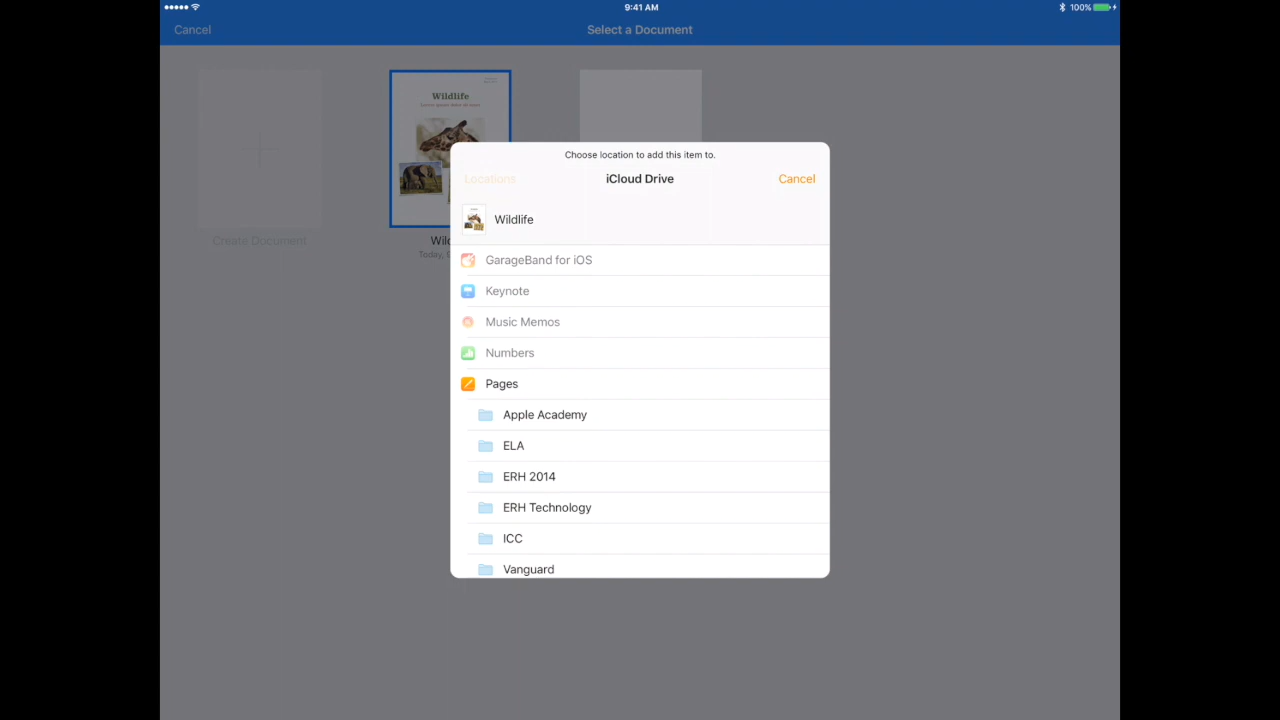 9:41 AM
100%
Cancel
Select a Document
Wildlife
Create Document
Wild
Today,
Choose location to add this item to.
Locations
iCloud Drive
Cancel
Wildlife
GarageBand for iOS
Keynote
Music Memos
Numbers
Pages
Apple Academy
ELA
ERH 2014
ERH Technology
ICC
Vanguard